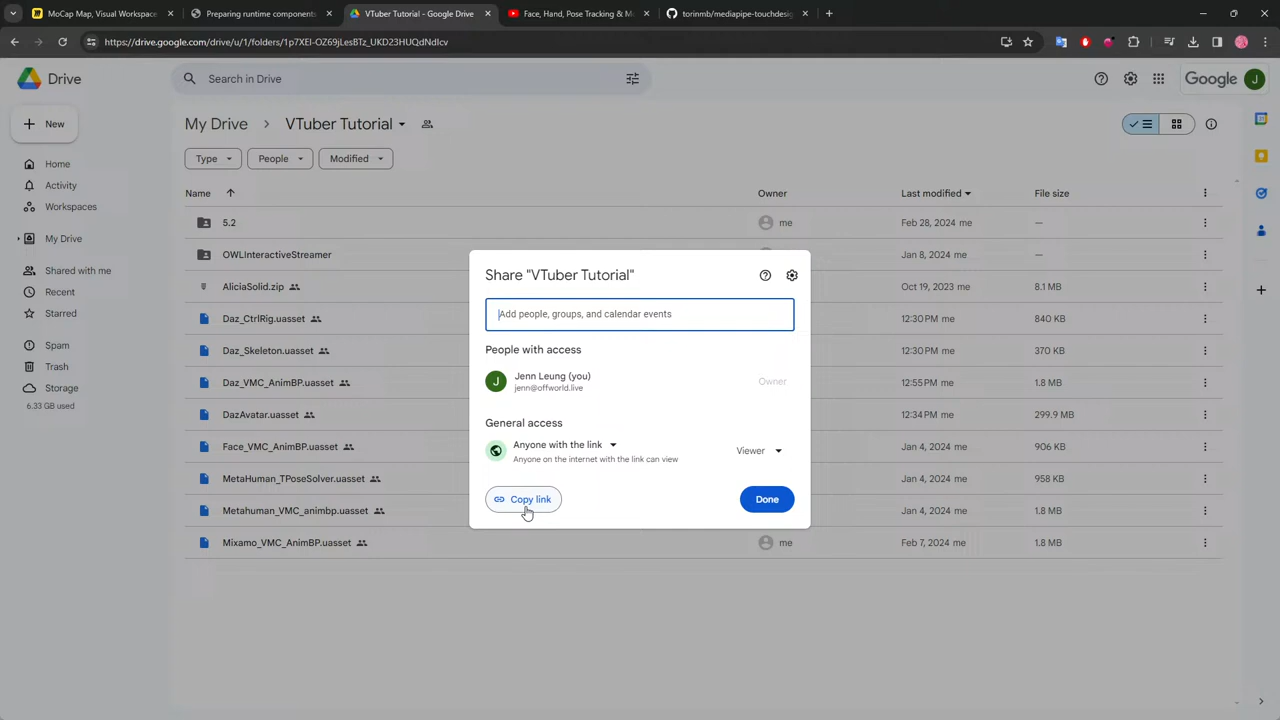 MoCap Map, Visual Workspace
Preparing runtime components
VTuber Tutorial - Google Drive
Face, Hand, Pose Tracking & M
torinmb/mediapipe-touchdesig
https://drive.google.com/drive/u/1/folders/1p7XEI-OZ69jLesBTz_UKD23HUQdNdIcv
Drive
Search in Drive
Google
J
New
My Drive
VTuber Tutorial
Type
People
Modified
Home
Activity
Workspaces
My Drive
Shared with me
Recent
Starred
Spam
Trash
Storage
6.33 GB used
Name
Owner
Last modified
File size
5.2
me
Feb 28, 2024 me
—
OWLInteractiveStreamer
Jan 8, 2024 me
—
AliciaSolid.zip
Oct 19, 2023 me
8.1 MB
Daz_CtrlRig.uasset
12:30 PM me
840 KB
Daz_Skeleton.uasset
12:30 PM me
370 KB
Daz_VMC_AnimBP.uasset
12:55 PM me
1.8 MB
DazAvatar.uasset
12:34 PM me
299.9 MB
Face_VMC_AnimBP.uasset
Jan 4, 2024 me
906 KB
MetaHuman_TPoseSolver.uasset
Jan 4, 2024 me
958 KB
Metahuman_VMC_animbp.uasset
Jan 4, 2024 me
1.8 MB
Mixamo_VMC_AnimBP.uasset
me
Feb 7, 2024 me
1.8 MB
Share "VTuber Tutorial"
Add people, groups, and calendar events
People with access
J
Jenn Leung (you)
jenn@offworld.live
Owner
General access
Anyone with the link
Anyone on the internet with the link can view
Viewer
Copy link
Done